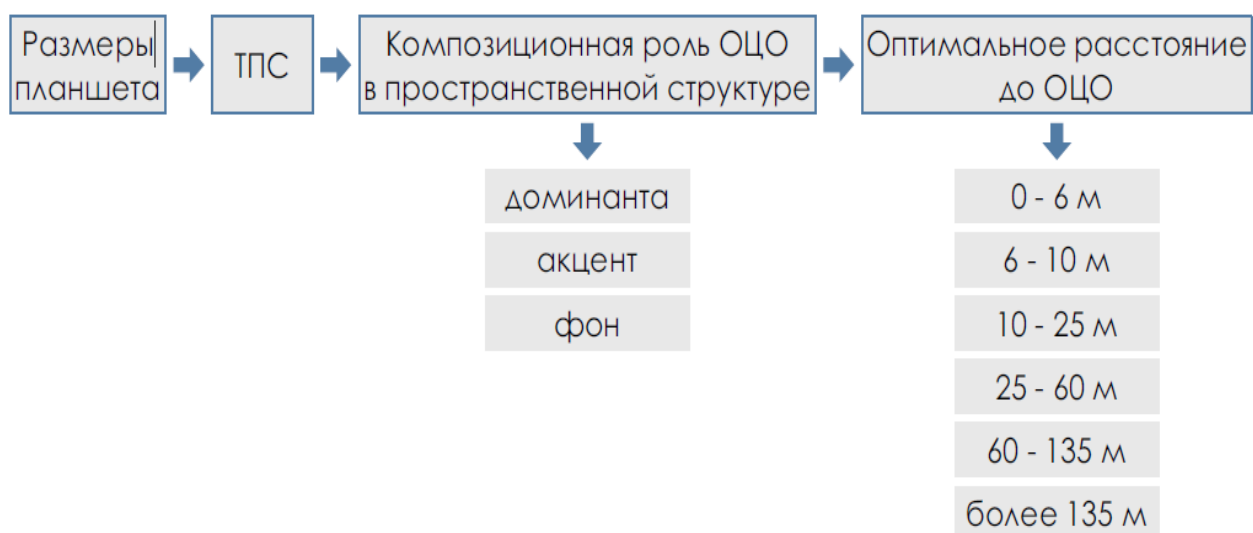 Размеры
планшета
ТПС
Композиционная роль ОЦО
в пространственной структуре
Оптимальное расстояние
до ОЦО
доминанта
акцент
фон
0 - 6 м
6 - 10 м
10 - 25 м
25 - 60 м
60 - 135 м
более 135 м